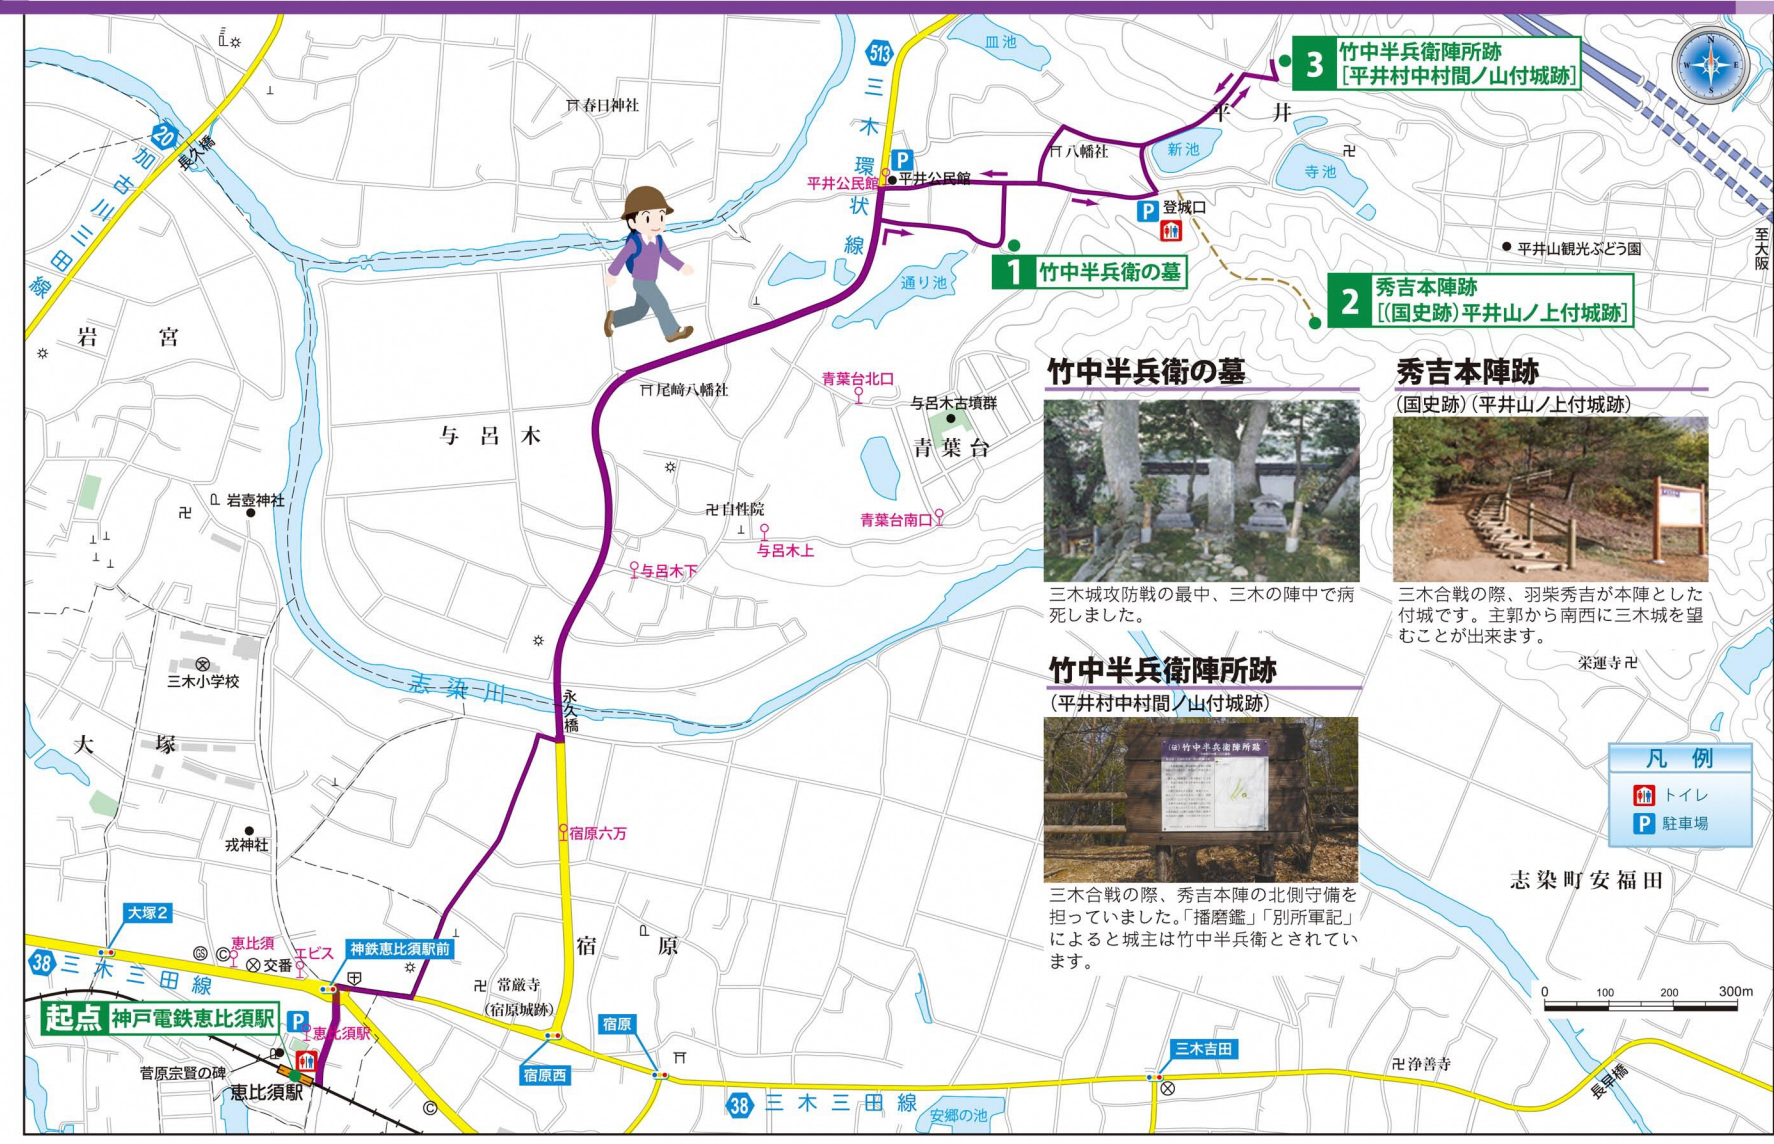 皿池
513
三木環状線
春日神社
20
長久橋
加古川三田線
3
竹中半兵衛陣所跡
[平井村中村間ノ山付城跡]
N
E
S
W
平井
八幡社
新池
寺池
P
平井公民館
平井公民館
P
登城口
至大阪
平井山観光ぶどう園
1
竹中半兵衛の墓
2
秀吉本陣跡
[(国史跡)平井山ノ上付城跡]
通り池
岩宮
尾﨑八幡社
青葉台北口
与呂木古墳群
青葉台
与呂木
岩壺神社
自性院
青葉台南口
与呂木上
与呂木下
竹中半兵衛の墓
三木城攻防戦の最中、三木の陣中で病
死しました。
秀吉本陣跡
(国史跡)(平井山ノ上付城跡)
三木合戦の際、羽柴秀吉が本陣とした
付城です。主郭から南西に三木城を望
むことが出来ます。
栄運寺
竹中半兵衛陣所跡
(平井村中村間ノ山付城跡)
(伝)竹中半兵衛陣所跡
三木合戦の際、秀吉本陣の北側守備を
担っていました。「播磨鑑」「別所軍記」
によると城主は竹中半兵衛とされてい
ます。
三木小学校
志染川
永久橋
大塚
宿原六万
戎神社
凡例
トイレ
P 駐車場
志染町安福田
大塚2
恵比須
エビス
交番
神鉄恵比須駅前
38
三木三田線
宿原
常厳寺
(宿原城跡)
0 100 200 300m
起点 神戸電鉄恵比須駅
P
恵比須駅
菅原宗賢の碑
恵比須駅
宿原西
宿原
三木吉田
浄善寺
長早橋
38
三木三田線
安郷の池